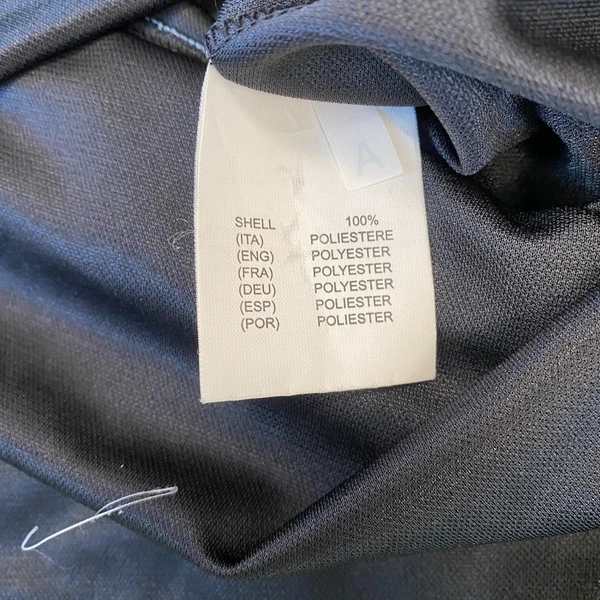 A
SHELL 100%
(ITA) POLIESTERE
(ENG) POLYESTER
(FRA) POLYESTER
(DEU) POLYESTER
(ESP) POLIESTER
(POR) POLIESTER